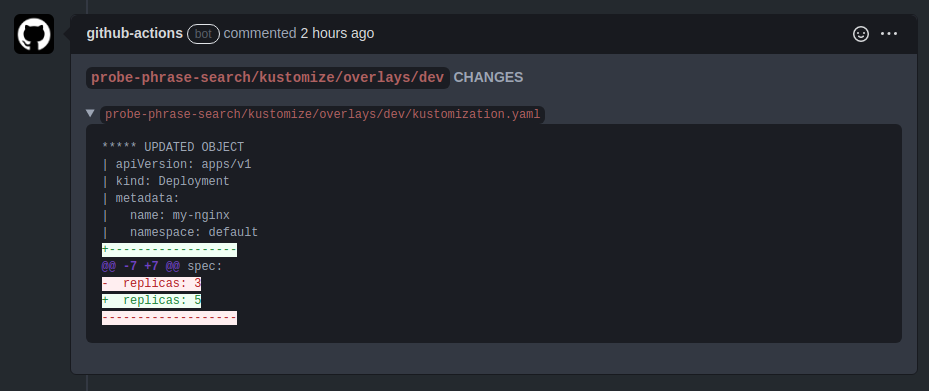 github-actions bot commented 2 hours ago
probe-phrase-search/kustomize/overlays/dev CHANGES
probe-phrase-search/kustomize/overlays/dev/kustomization.yaml
***** UPDATED OBJECT
| apiVersion: apps/v1
| kind: Deployment
| metadata:
|   name: my-nginx
|   namespace: default
+------------------
@@ -7 +7 @@ spec:
-  replicas: 3
+  replicas: 5
-------------------